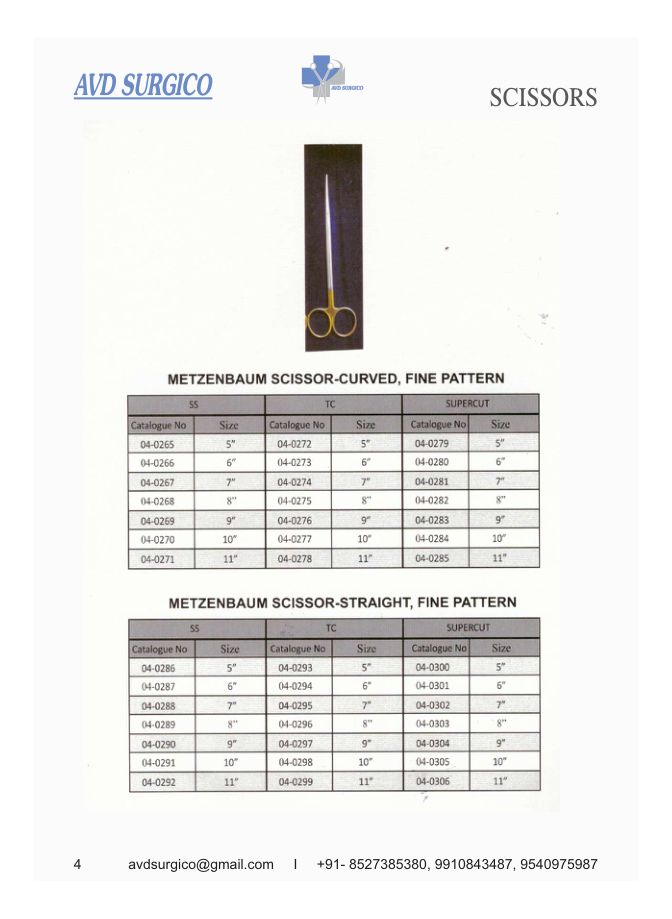 AVD SURGICO
AVD SURGICO
SCISSORS
METZENBAUM SCISSOR-CURVED, FINE PATTERN
SS TC SUPERCUT
Catalogue No Size Catalogue No Size Catalogue No Size
04-0265 5" 04-0272 5" 04-0279 5"
04-0266 6" 04-0273 6" 04-0280 6"
04-0267 7" 04-0274 7" 04-0281 7"
04-0268 8" 04-0275 8" 04-0282 8"
04-0269 9" 04-0276 9" 04-0283 9"
04-0270 10" 04-0277 10" 04-0284 10"
04-0271 11" 04-0278 11" 04-0285 11"
METZENBAUM SCISSOR-STRAIGHT, FINE PATTERN
SS TC SUPERCUT
Catalogue No Size Catalogue No Size Catalogue No Size
04-0286 5" 04-0293 5" 04-0300 5"
04-0287 6" 04-0294 6" 04-0301 6"
04-0288 7" 04-0295 7" 04-0302 7"
04-0289 8" 04-0296 8" 04-0303 8"
04-0290 9" 04-0297 9" 04-0304 9"
04-0291 10" 04-0298 10" 04-0305 10"
04-0292 11" 04-0299 11" 04-0306 11"
4 avdsurgico@gmail.com I +91- 8527385380, 9910843487, 9540975987